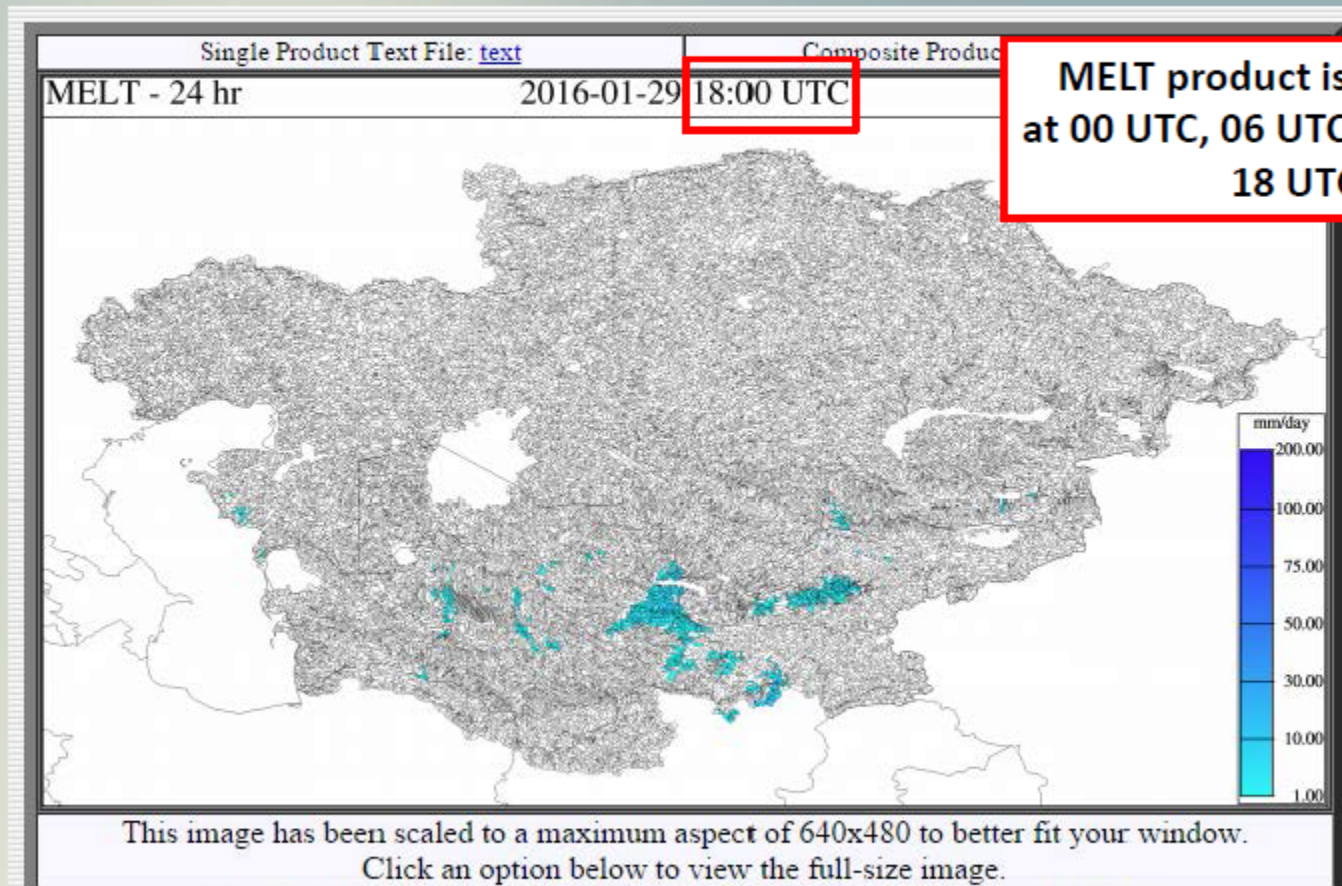 Single Product Text File: text
Composite
MELT product is
at 00 UTC, 06
18
MELT - 24 hr
2016-01-29 18:00 UTC
mm/day
200.00
100.00
75.00
50.00
30.00
10.00
1.00
This image has been scaled to a maximum aspect of 640x480 to better fit your window.
Click an option below to view the full-size image.